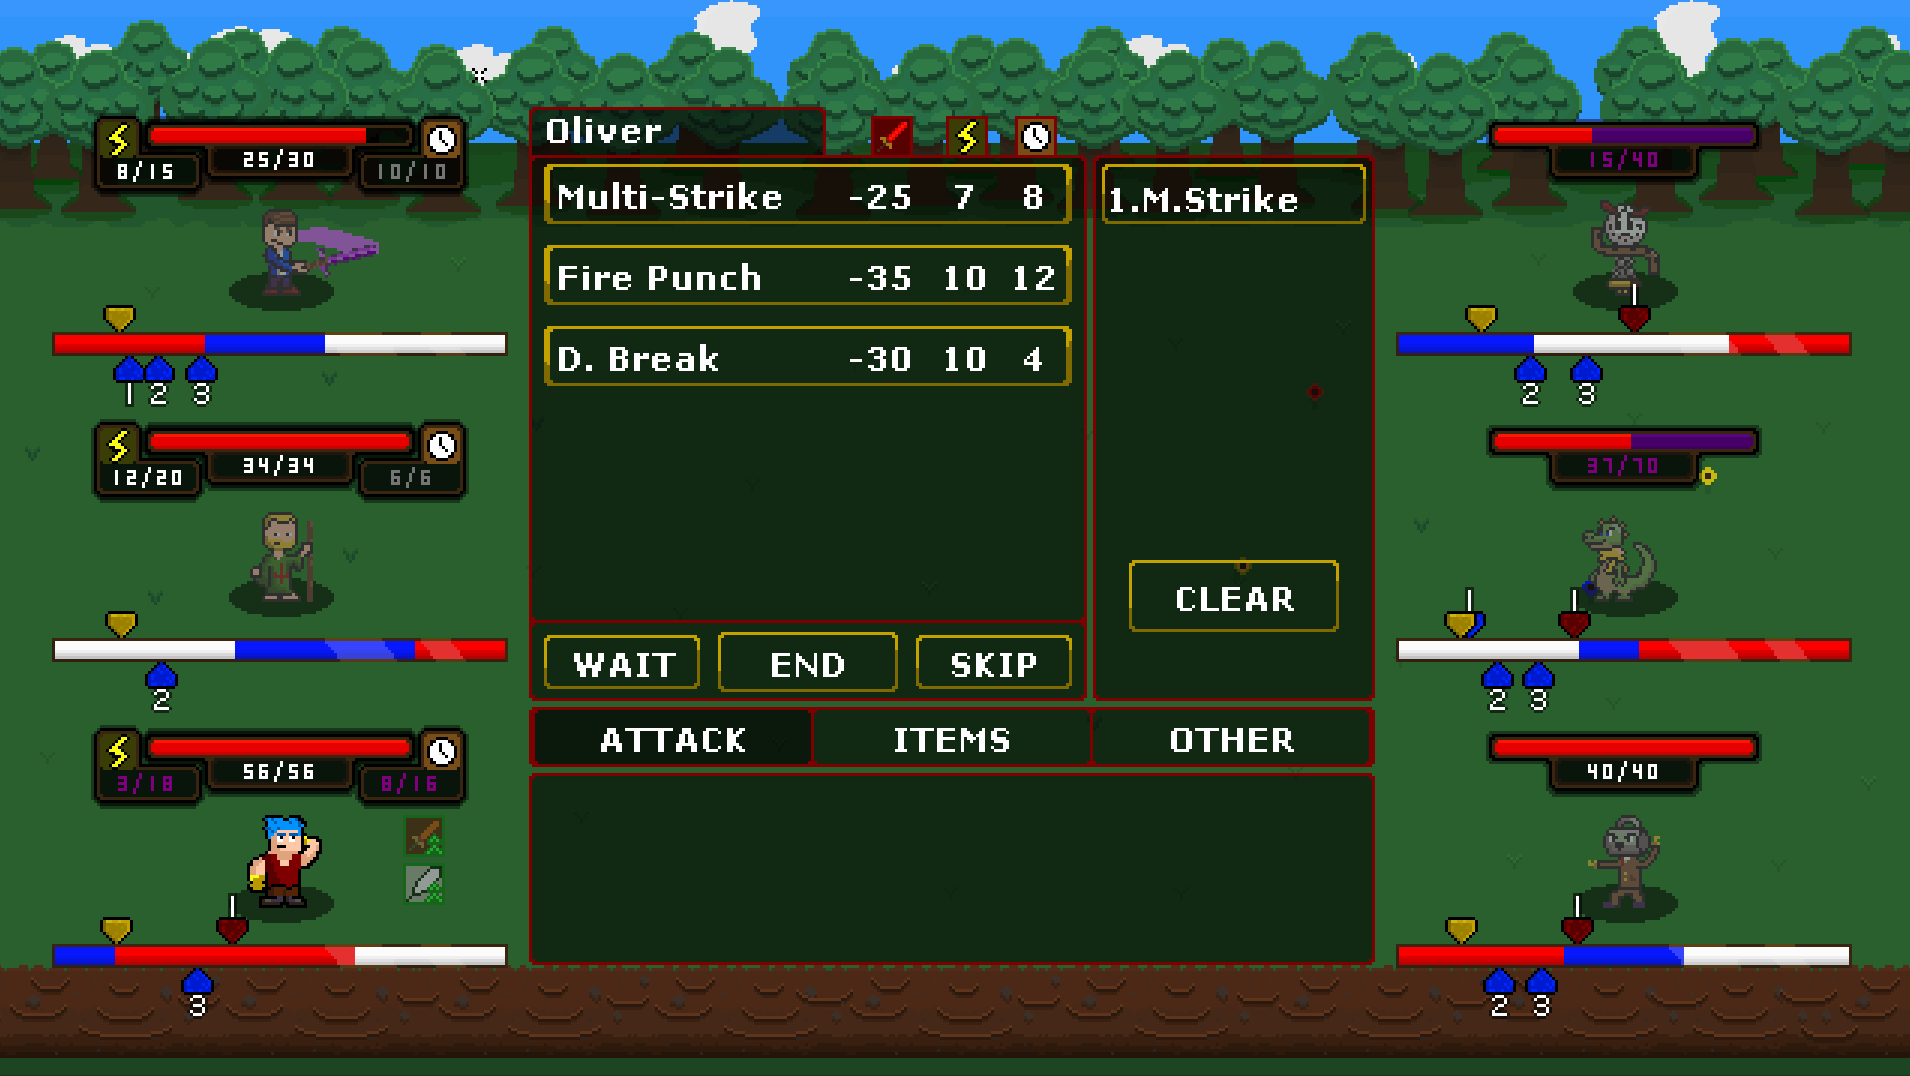 Oliver
8/15 25/30 10/10
15/40
Multi-Strike -25 7 8
1.M.Strike
Fire Punch -35 10 12
D. Break -30 10 4
1 2 3
2 3
12/20 34/34 6/6
37/70
CLEAR
WAIT END SKIP
2
2 3
ATTACK ITEMS OTHER
3/18 56/56 8/16
40/40
3
2 3